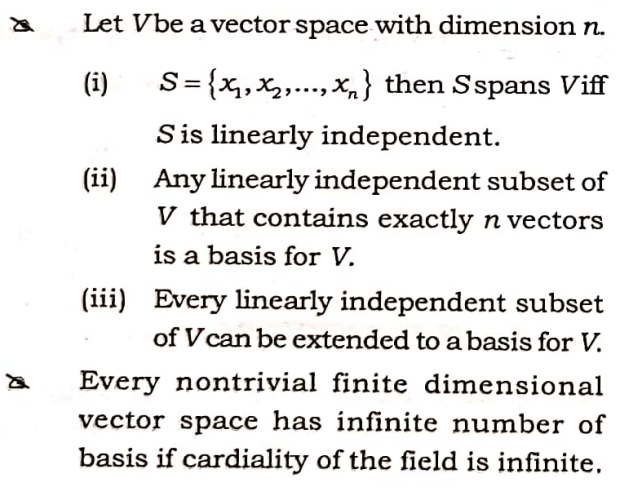 Let V be a vector space with dimension n.
(i) S = {x₁, x₂,..., xₙ} then S spans V iff
S is linearly independent.
(ii) Any linearly independent subset of
V that contains exactly n vectors
is a basis for V.
(iii) Every linearly independent subset
of V can be extended to a basis for V.
Every nontrivial finite dimensional
vector space has infinite number of
basis if cardiality of the field is infinite.